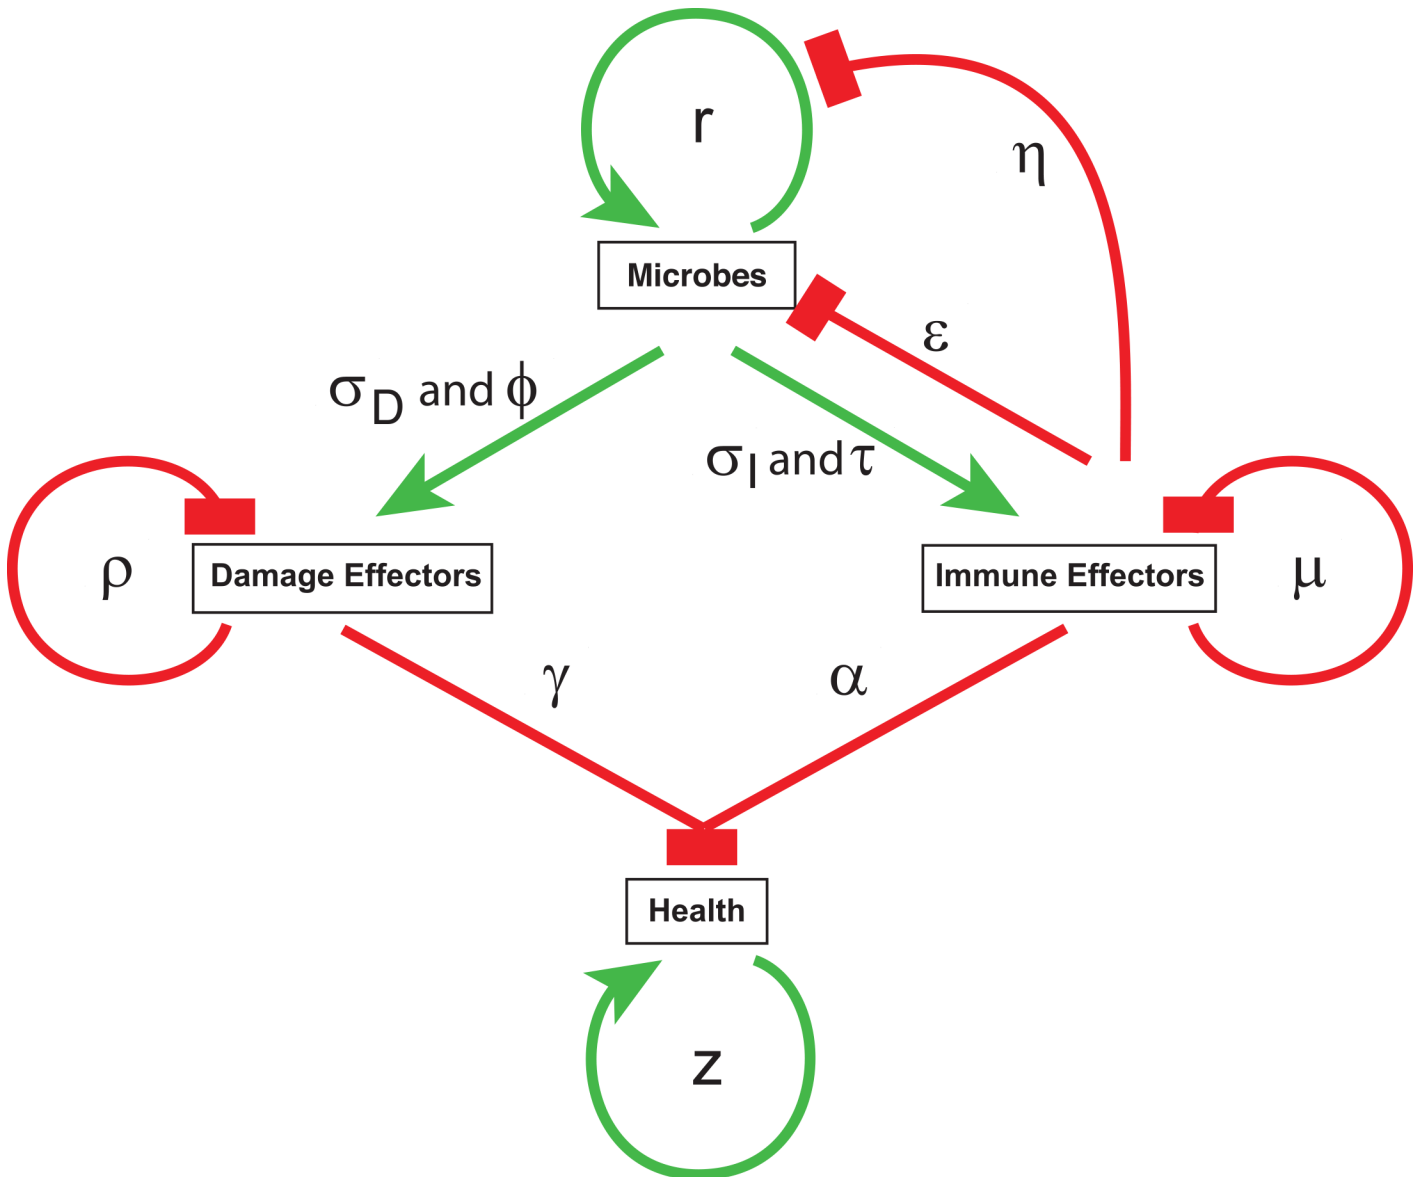 r
η
Microbes
ε
σD and ϕ
σI and τ
ρ
Damage Effectors
Immune Effectors
μ
γ
α
Health
z